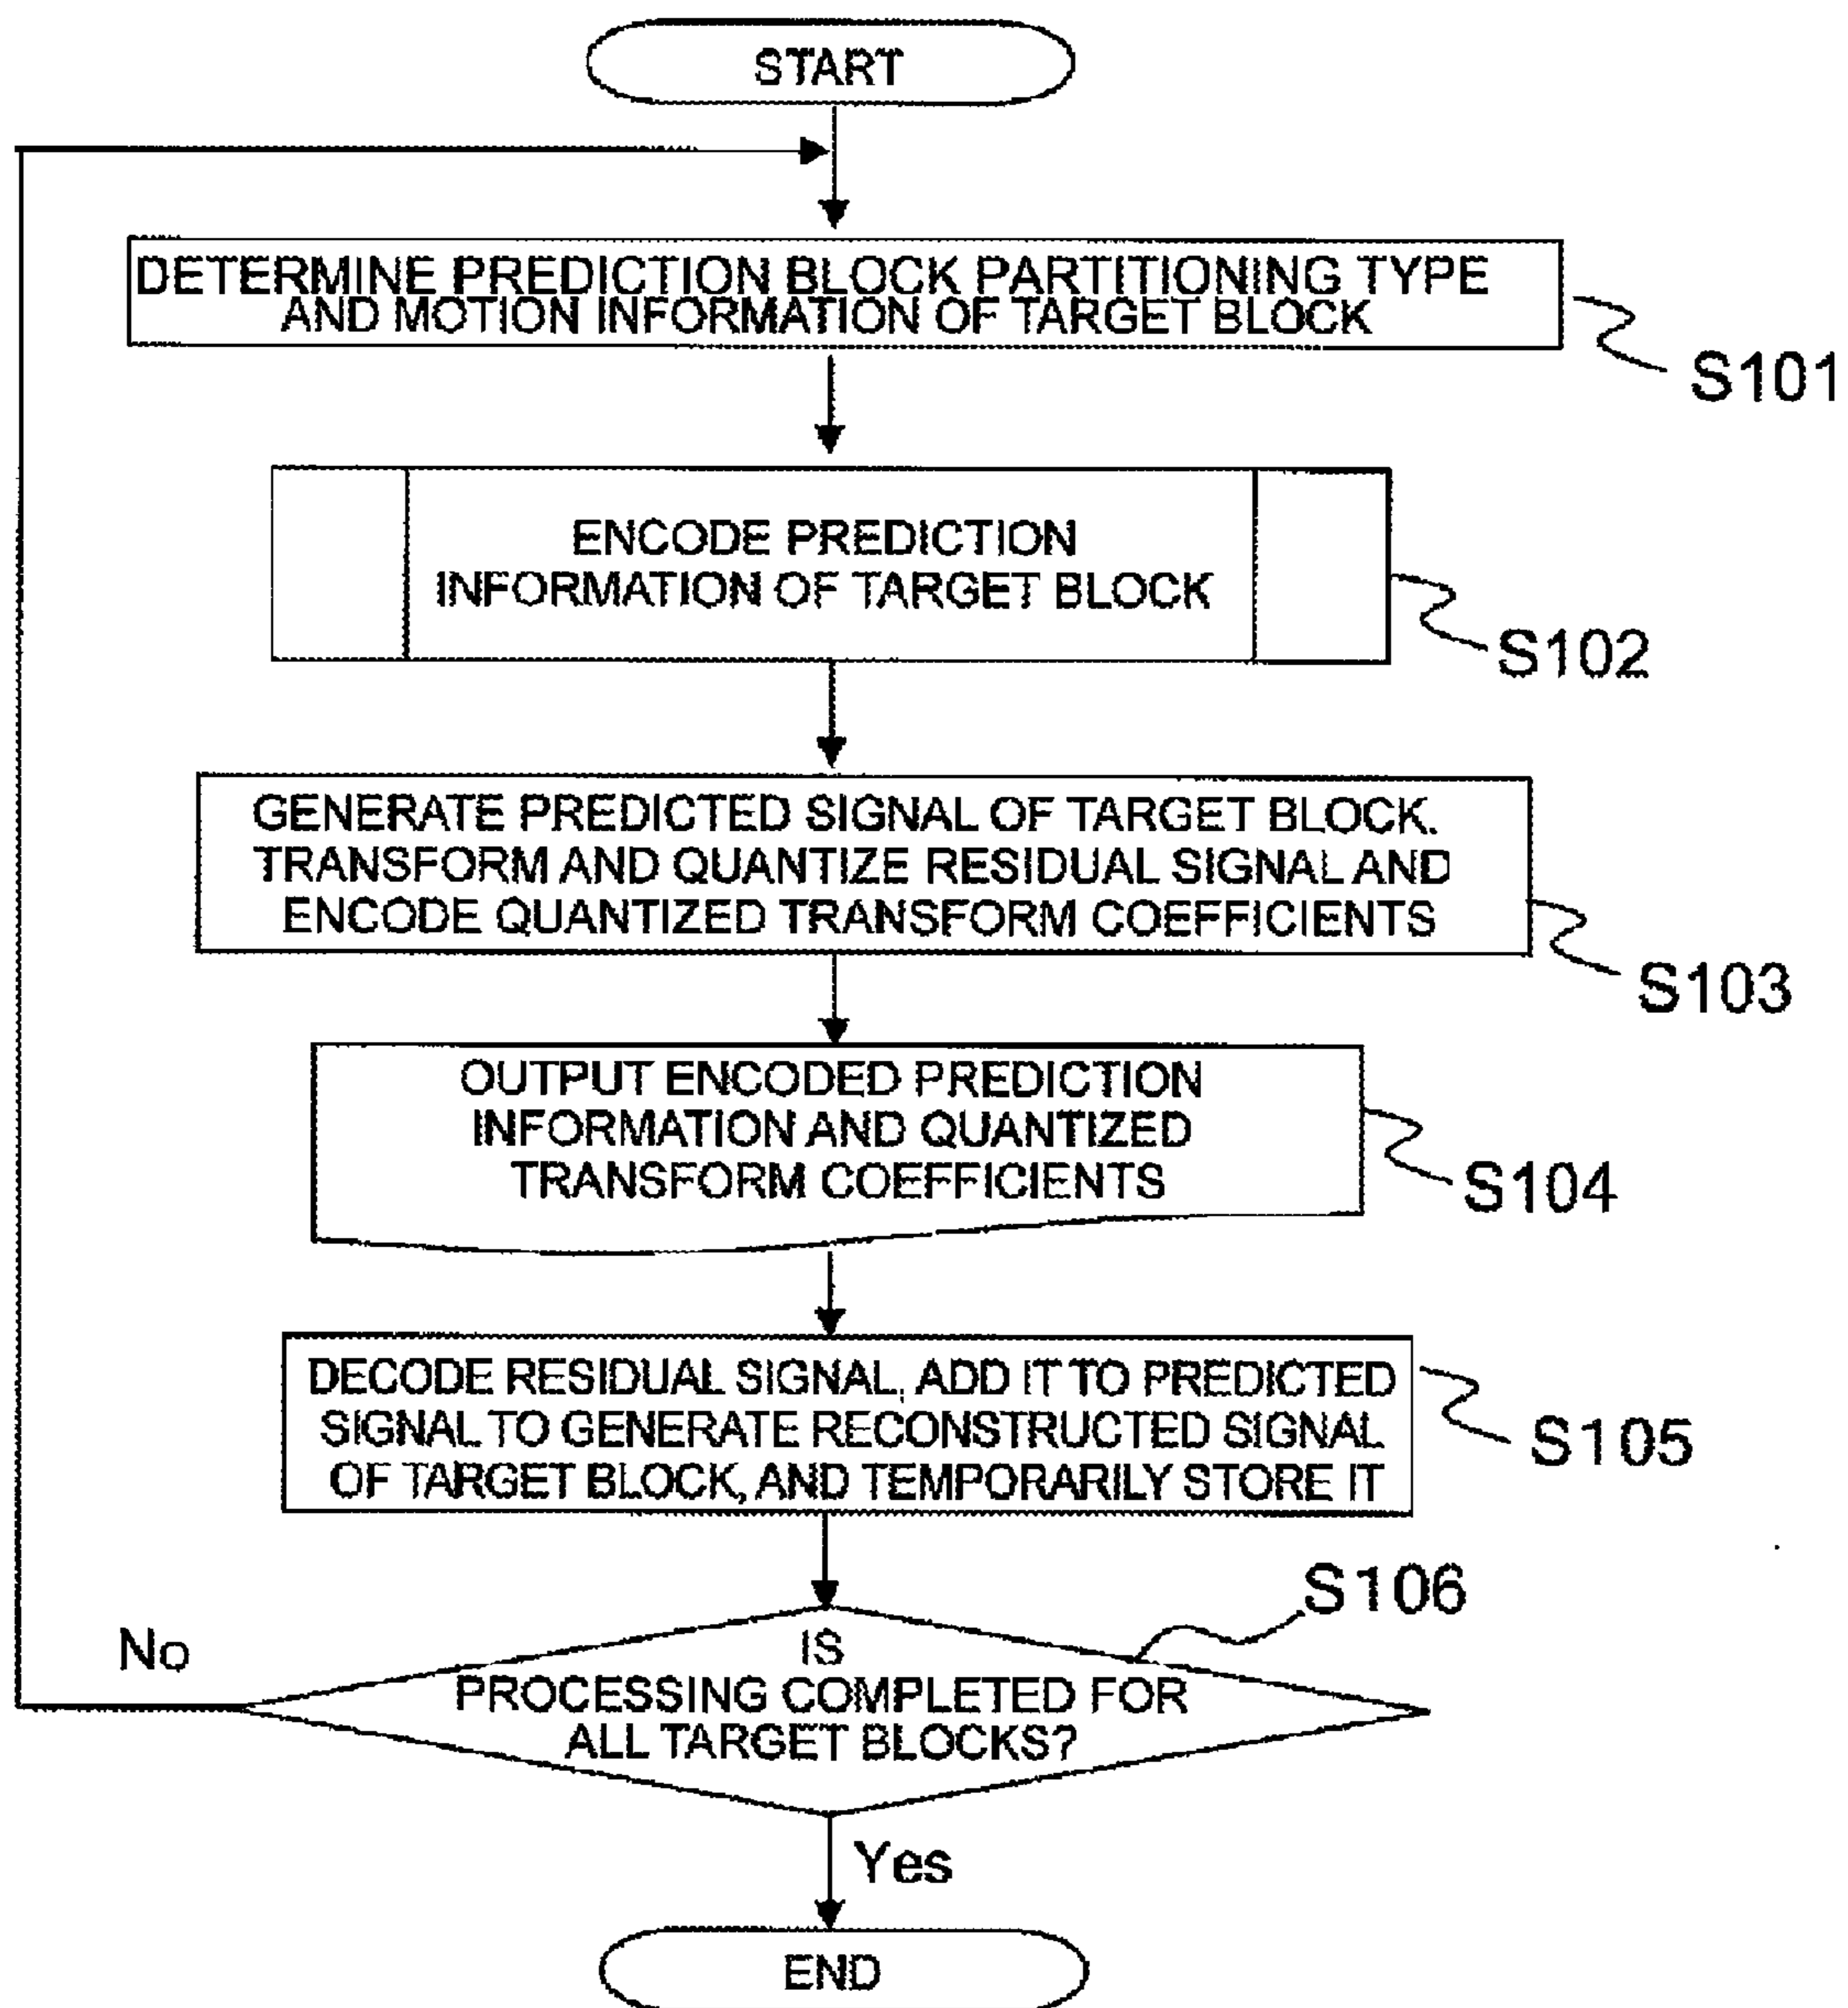 START
DETERMINE PREDICTION BLOCK PARTITIONING TYPE
AND MOTION INFORMATION OF TARGET BLOCK
S101
ENCODE PREDICTION
INFORMATION OF TARGET BLOCK
S102
GENERATE PREDICTED SIGNAL OF TARGET BLOCK.
TRANSFORM AND QUANTIZE RESIDUAL SIGNAL AND
ENCODE QUANTIZED TRANSFORM COEFFICIENTS
S103
OUTPUT ENCODED PREDICTION
INFORMATION AND QUANTIZED
TRANSFORM COEFFICIENTS
S104
DECODE RESIDUAL SIGNAL, ADD IT TO PREDICTED
SIGNAL TO GENERATE RECONSTRUCTED SIGNAL
OF TARGET BLOCK, AND TEMPORARILY STORE IT
S105
S106
No
IS
PROCESSING COMPLETED FOR
ALL TARGET BLOCKS?
Yes
END